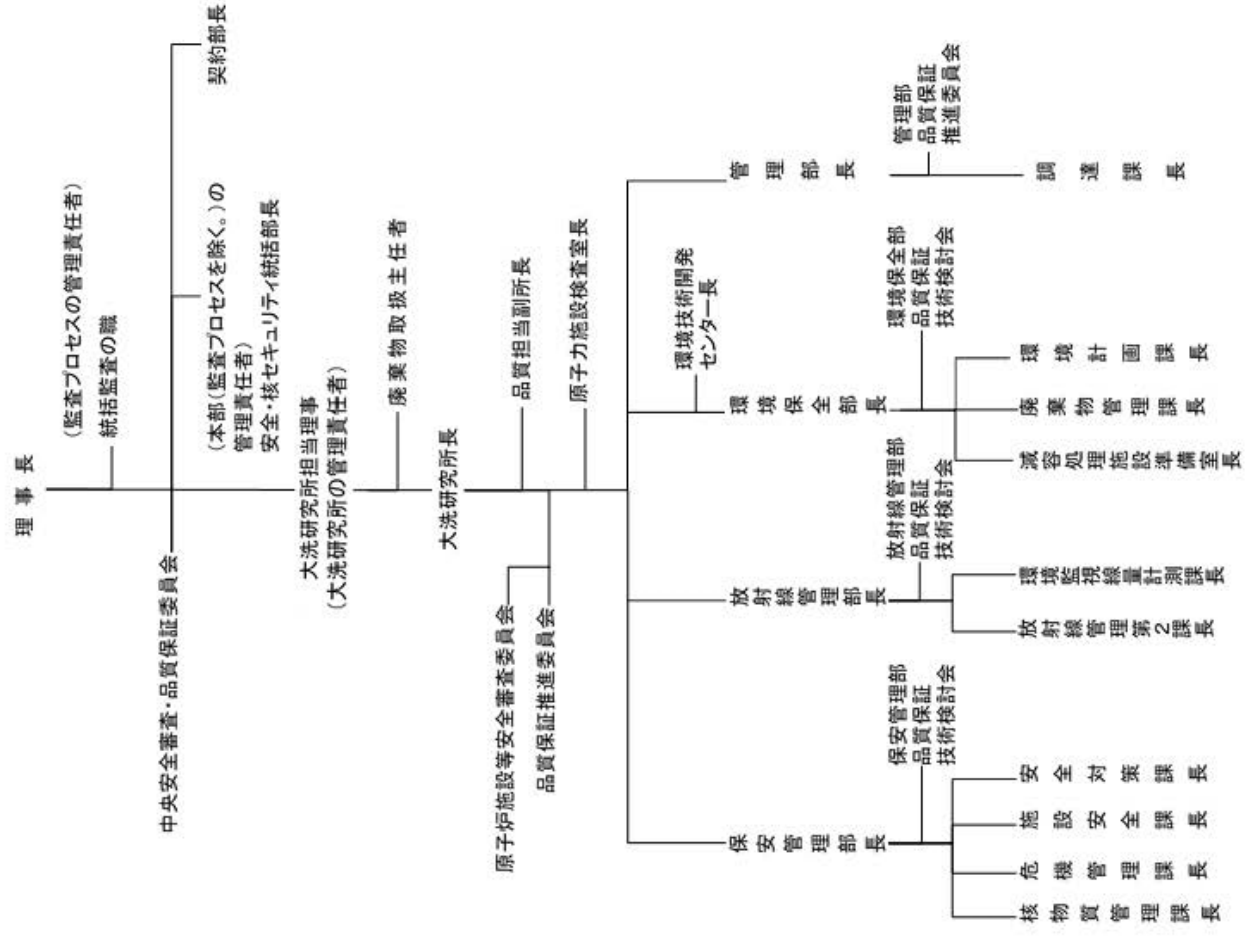 理事長
(監査プロセスの管理責任者)
統括監査の職
中央安全審査・品質保証委員会
契約部長
(本部(監査プロセスを除く。)の
管理責任者)
安全・核セキュリティ統括部長
大洗研究所担当理事
(大洗研究所の管理責任者)
廃棄物取扱主任者
大洗研究所長
品質担当副所長
原子炉施設等安全審査委員会
品質保証推進委員会
原子力施設検査室長
環境技術開発
センター長
保安管理部長
放射線管理部長
環境保全部長
管理部長
保安管理部
品質保証
技術検討会
放射線管理部
品質保証
技術検討会
環境保全部
品質保証
技術検討会
管理部
品質保証
推進委員会
核物質管理課長
危機管理課長
施設安全課長
安全対策課長
放射線管理第2課長
環境監視線量計測課長
減容処理施設準備室長
廃棄物管理課長
環境計画課長
調達課長